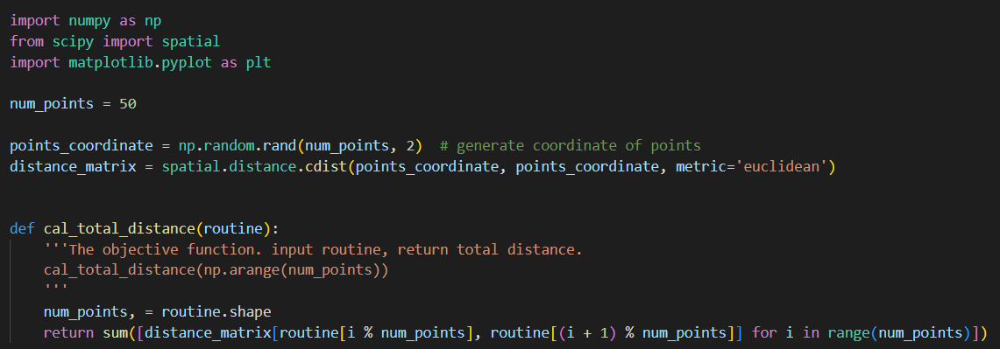 import numpy as np
from scipy import spatial
import matplotlib.pyplot as plt
num_points = 50
points_coordinate = np.random.rand(num_points, 2)  # generate coordinate of points
distance_matrix = spatial.distance.cdist(points_coordinate, points_coordinate, metric='euclidean')
def cal_total_distance(routine):
    '''The objective function. input routine, return total distance.
    cal_total_distance(np.arange(num_points))
    '''
    num_points, = routine.shape
    return sum([distance_matrix[routine[i % num_points], routine[(i + 1) % num_points]] for i in range(num_points)])